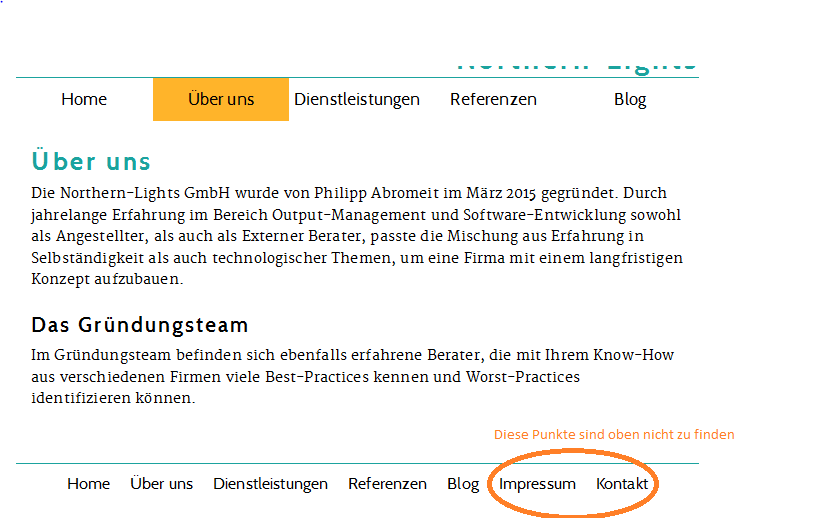 Northern-Lights
Home Über uns Dienstleistungen Referenzen Blog
Über uns
Die Northern-Lights GmbH wurde von Philipp Abromeit im März 2015 gegründet. Durch
jahrelange Erfahrung im Bereich Output-Management und Software-Entwicklung sowohl
als Angestellter, als auch als Externer Berater, passte die Mischung aus Erfahrung in
Selbständigkeit als auch technologischer Themen, um eine Firma mit einem langfristigen
Konzept aufzubauen.
Das Gründungsteam
Im Gründungsteam befinden sich ebenfalls erfahrene Berater, die mit Ihrem Know-How
aus verschiedenen Firmen viele Best-Practices kennen und Worst-Practices
identifizieren können.
Diese Punkte sind oben nicht zu finden
Home Über uns Dienstleistungen Referenzen Blog Impressum Kontakt